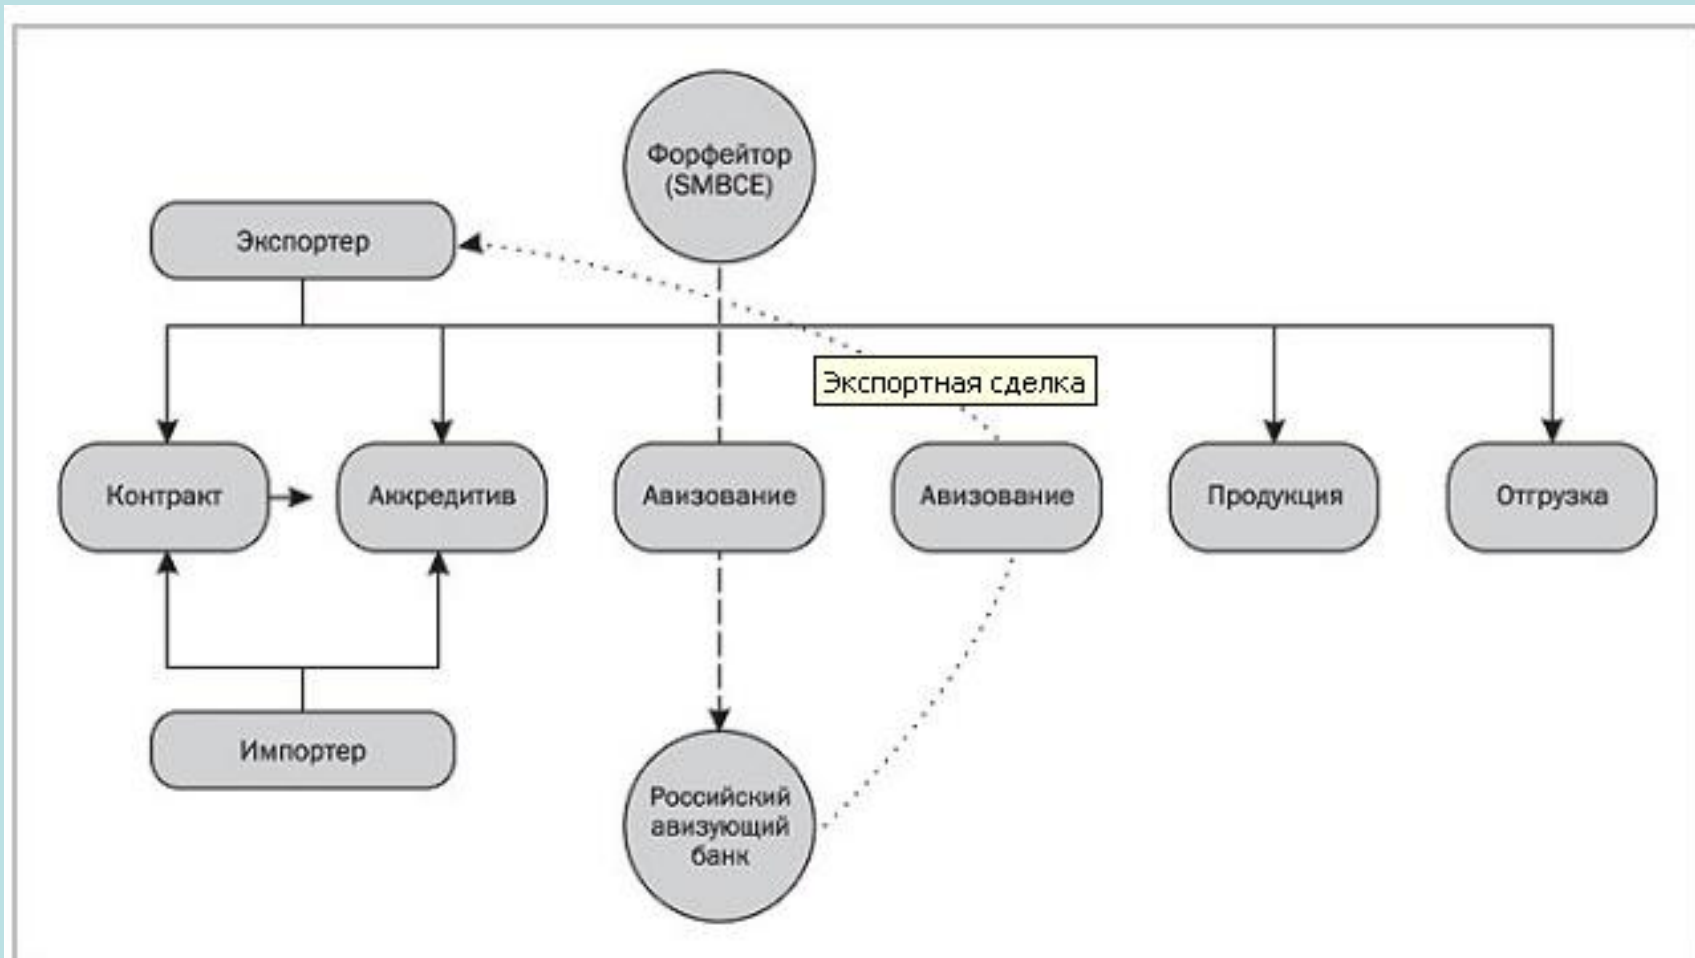 Форфейтор
(SMBCE)
Экспортер
Экспортная сделка
Контракт
Аккредитив
Авизование
Авизование
Продукция
Отгрузка
Импортер
Российский
авизующий
банк